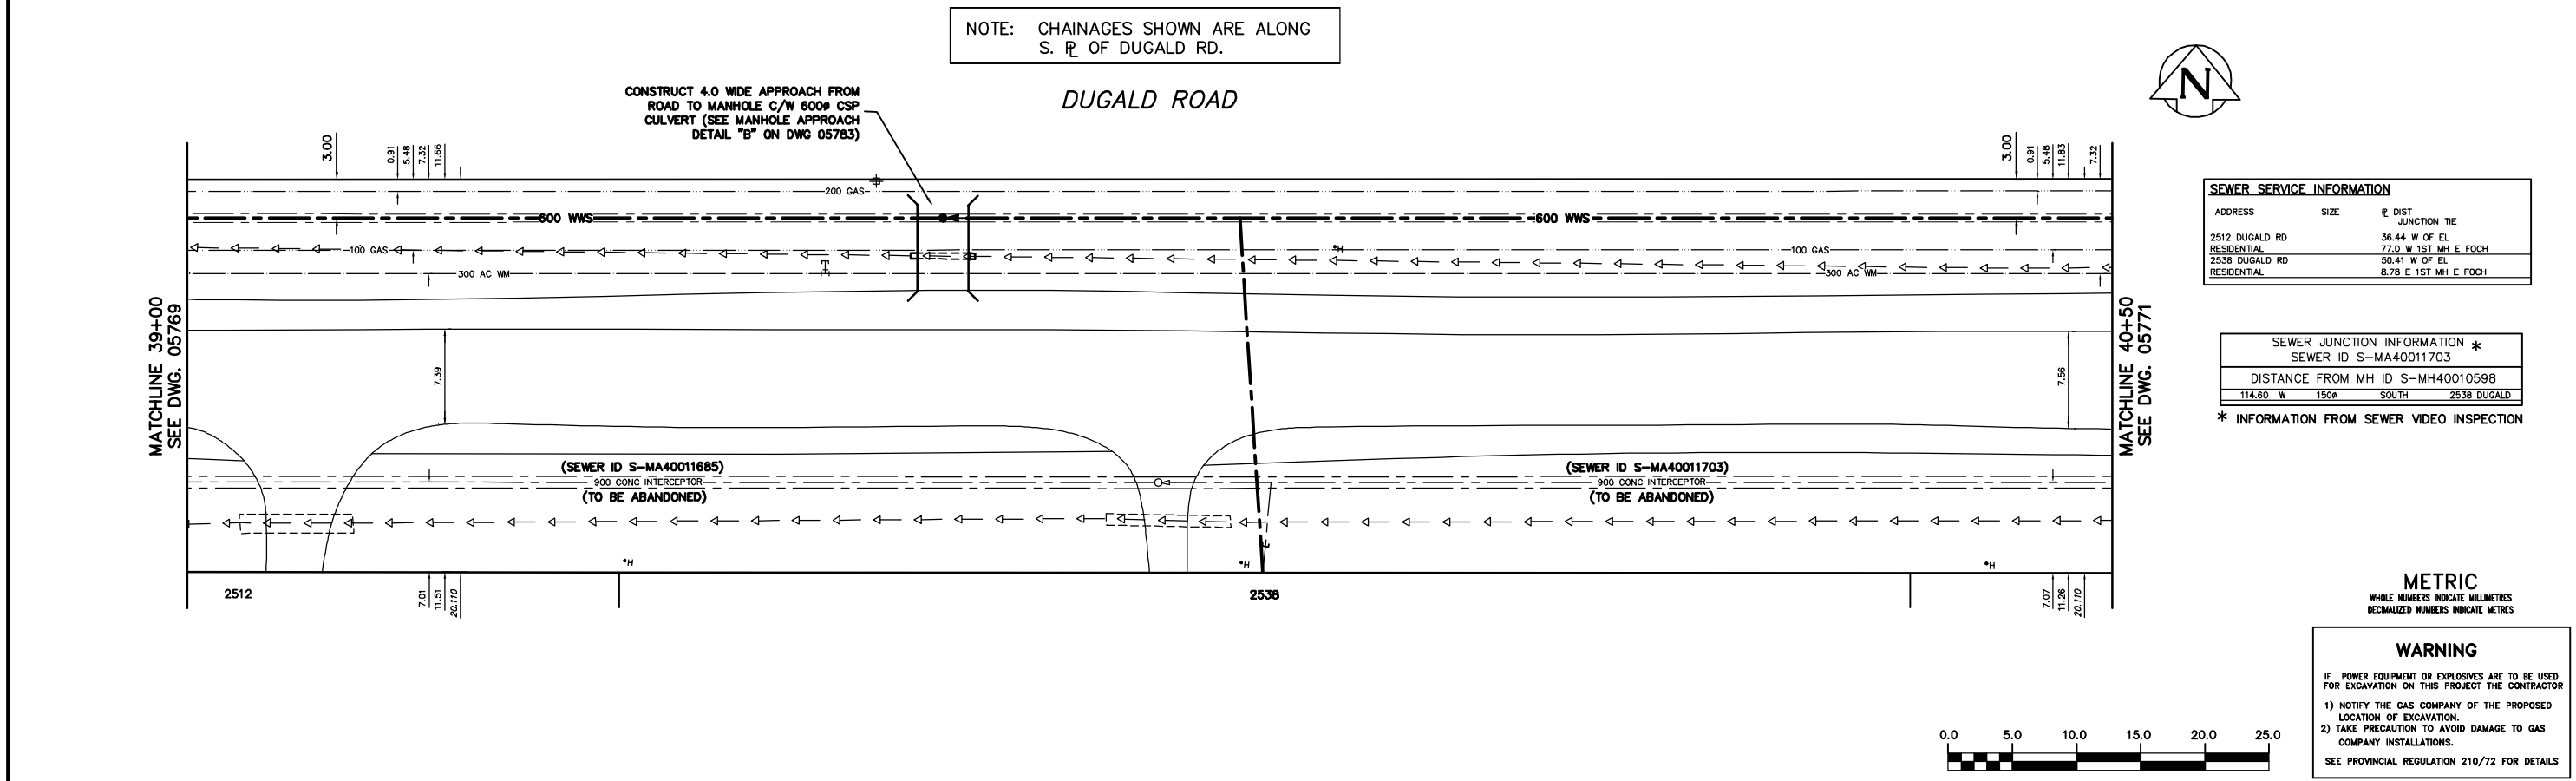 NOTE: CHAINAGES SHOWN ARE ALONG
S. ℄ OF DUGALD RD.
CONSTRUCT 4.0 WIDE APPROACH FROM
ROAD TO MANHOLE C/W 600ø CSP
CULVERT (SEE MANHOLE APPROACH
DETAIL "B" ON DWG 05783)
DUGALD ROAD
N
3.00
0.91
5.48
7.32
11.66
3.00
0.91
5.48
11.83
7.32
200 GAS
600 WWS
600 WWS
100 GAS
H
100 GAS
300 AC WM
300 AC WM
MATCHLINE 39+00
SEE DWG. 05769
7.39
7.56
MATCHLINE 40+50
SEE DWG. 05771
(SEWER ID S-MA40011685)
900 CONC INTERCEPTOR
(TO BE ABANDONED)
(SEWER ID S-MA40011703)
900 CONC INTERCEPTOR
(TO BE ABANDONED)
H
H
H
2512
7.01
11.51
20.110
2538
7.07
11.26
20.110
SEWER SERVICE INFORMATION
ADDRESS SIZE ℄ DIST
JUNCTION TIE
2512 DUGALD RD 36.44 W OF EL
RESIDENTIAL 77.0 W 1ST MH E FOCH
2538 DUGALD RD 50.41 W OF EL
RESIDENTIAL 8.78 E 1ST MH E FOCH
SEWER JUNCTION INFORMATION *
SEWER ID S-MA40011703
DISTANCE FROM MH ID S-MH40010598
114.60 W 150ø SOUTH 2538 DUGALD
* INFORMATION FROM SEWER VIDEO INSPECTION
METRIC
WHOLE NUMBERS INDICATE MILLIMETRES
DECIMALIZED NUMBERS INDICATE METRES
WARNING
IF POWER EQUIPMENT OR EXPLOSIVES ARE TO BE USED
FOR EXCAVATION ON THIS PROJECT THE CONTRACTOR
1) NOTIFY THE GAS COMPANY OF THE PROPOSED
LOCATION OF EXCAVATION.
2) TAKE PRECAUTION TO AVOID DAMAGE TO GAS
COMPANY INSTALLATIONS.
SEE PROVINCIAL REGULATION 210/72 FOR DETAILS
0.0 5.0 10.0 15.0 20.0 25.0